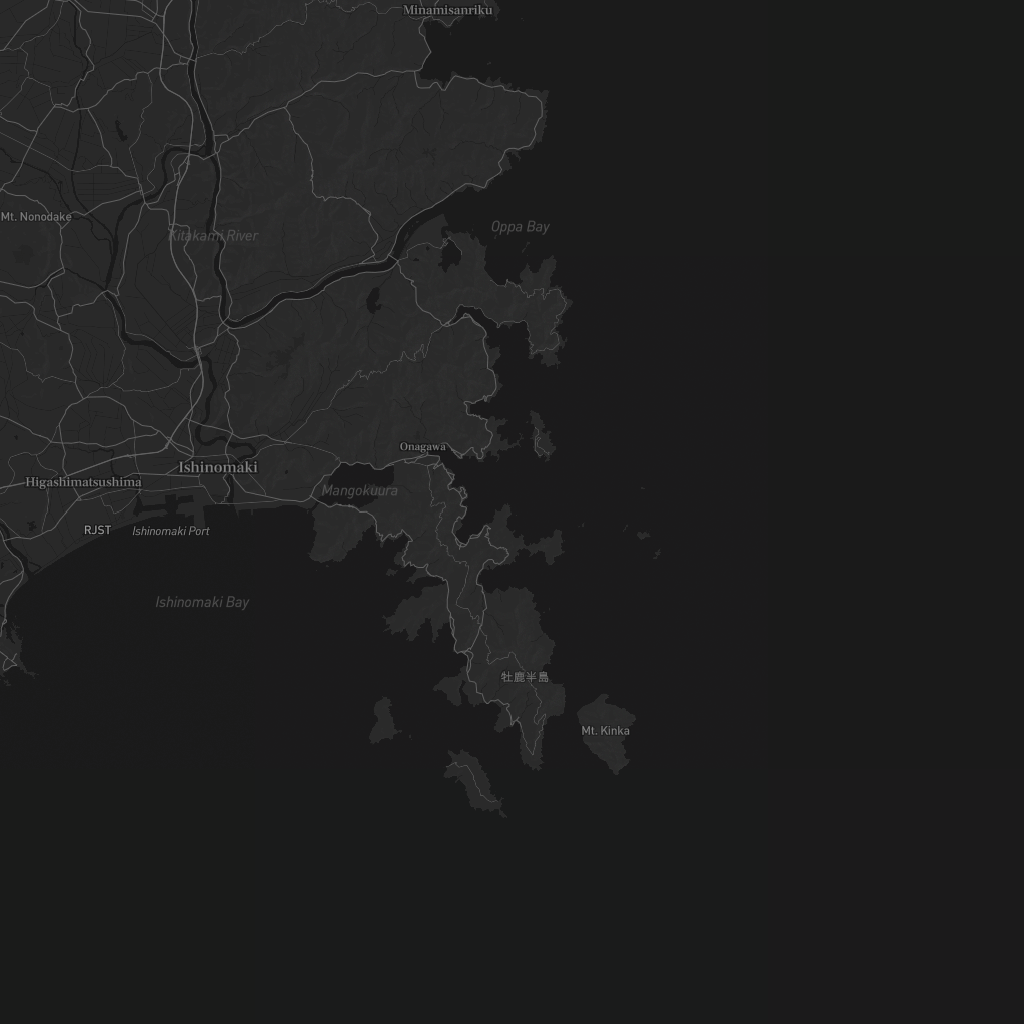 Minamisanriku
Mt. Nonodake
Oppa Bay
Kitakami River
Onagawa
Ishinomaki
Higashimatsushima
Mangokuura
RJST
Ishinomaki Port
Ishinomaki Bay
牡鹿半島
Mt. Kinka